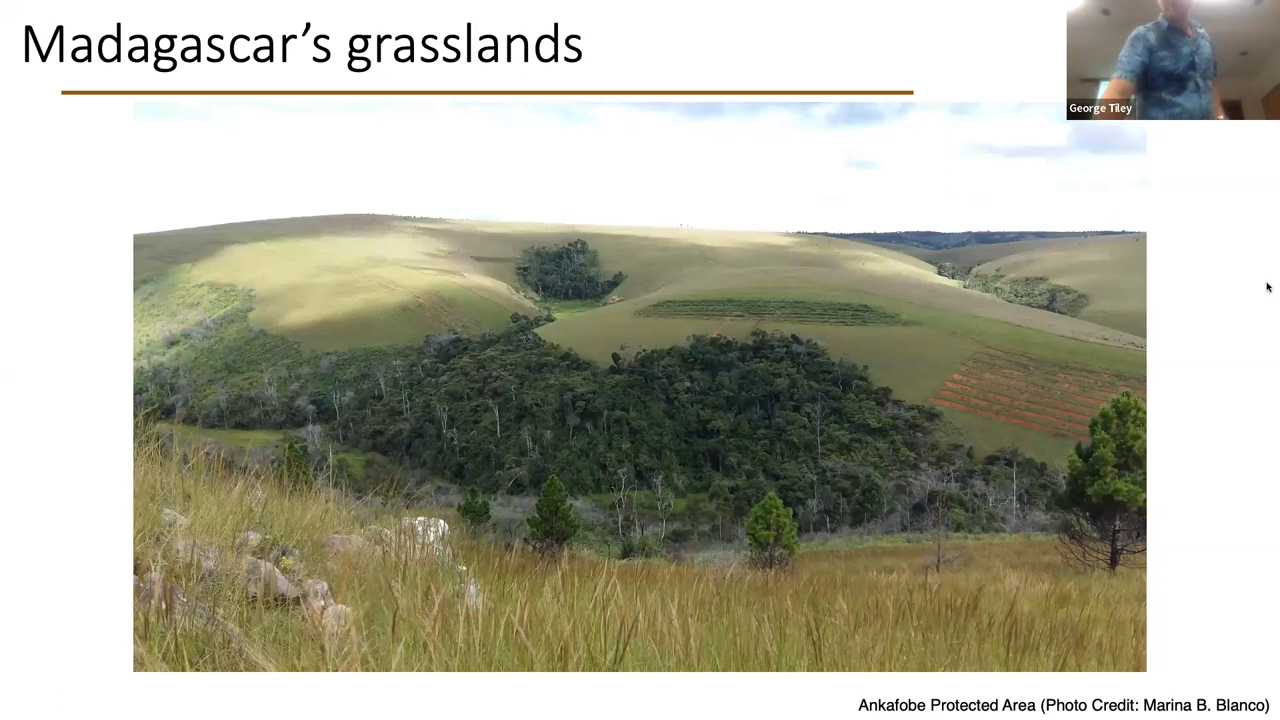 Madagascar’s grasslands
George Tiley
Ankafobe Protected Area (Photo Credit: Marina B. Blanco)